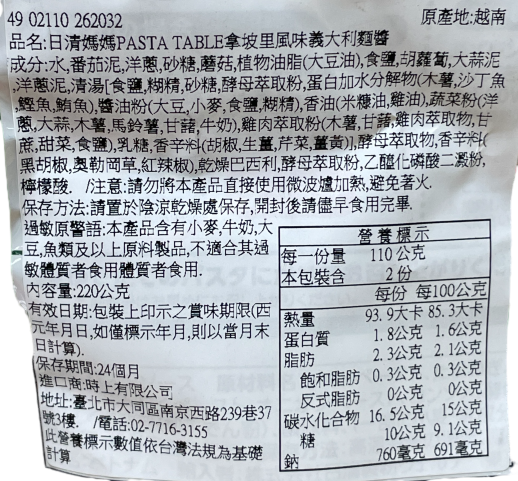 49 02110 262032
原產地:越南
品名:日清媽媽PASTA TABLE拿坡里風味義大利麵醬
成分:水,番茄泥,洋蔥,砂糖,蘑菇,植物油脂(大豆油),食鹽,胡蘿蔔,大蒜泥
,洋蔥泥,清湯[食鹽,糊精,砂糖,酵母萃取粉,蛋白加水分解物(木薯,沙丁魚
,鰹魚,鮪魚),醬油粉(大豆,小麥,食鹽,糊精),香油(米糠油,雞油),蔬菜粉(洋
蔥,大蒜,木薯,馬鈴薯,甘藷,牛奶),雞肉萃取粉(木薯,甘藷,雞肉萃取物,甘
蔗,甜菜,食鹽),乳糖,香辛料(胡椒,生薑,芹菜,薑黃)],酵母萃取物,香辛料(
黑胡椒,奧勒岡草,紅辣椒),乾燥巴西利,酵母萃取粉,乙醯化磷酸二澱粉,
檸檬酸. /注意:請勿將本產品直接使用微波爐加熱,避免著火.
保存方法:請置於陰涼乾燥處保存,開封後請儘早食用完畢.
過敏原警語:本產品含有小麥,牛奶,大
豆,魚類及以上原料製品,不適合其過
敏體質者食用體質者食用.
內容量:220公克
有效日期:包裝上印示之賞味期限(西
元年月日,如僅標示年月,則以當月末
日計算).
保存期間:24個月
進口商:時上有限公司
地址:臺北市大同區南京西路239巷37
號3樓. /電話:02-7716-3155
此營養標示數值依台灣法規為基礎
計算
營養標示
每一份量 110公克
本包裝含 2份
每份 每100公克
熱量 93.9大卡 85.3大卡
蛋白質 1.8公克 1.6公克
脂肪 2.3公克 2.1公克
飽和脂肪 0.3公克 0.3公克
反式脂肪 0公克 0公克
碳水化合物 16.5公克 15公克
糖 10公克 9.1公克
鈉 760毫克 691毫克